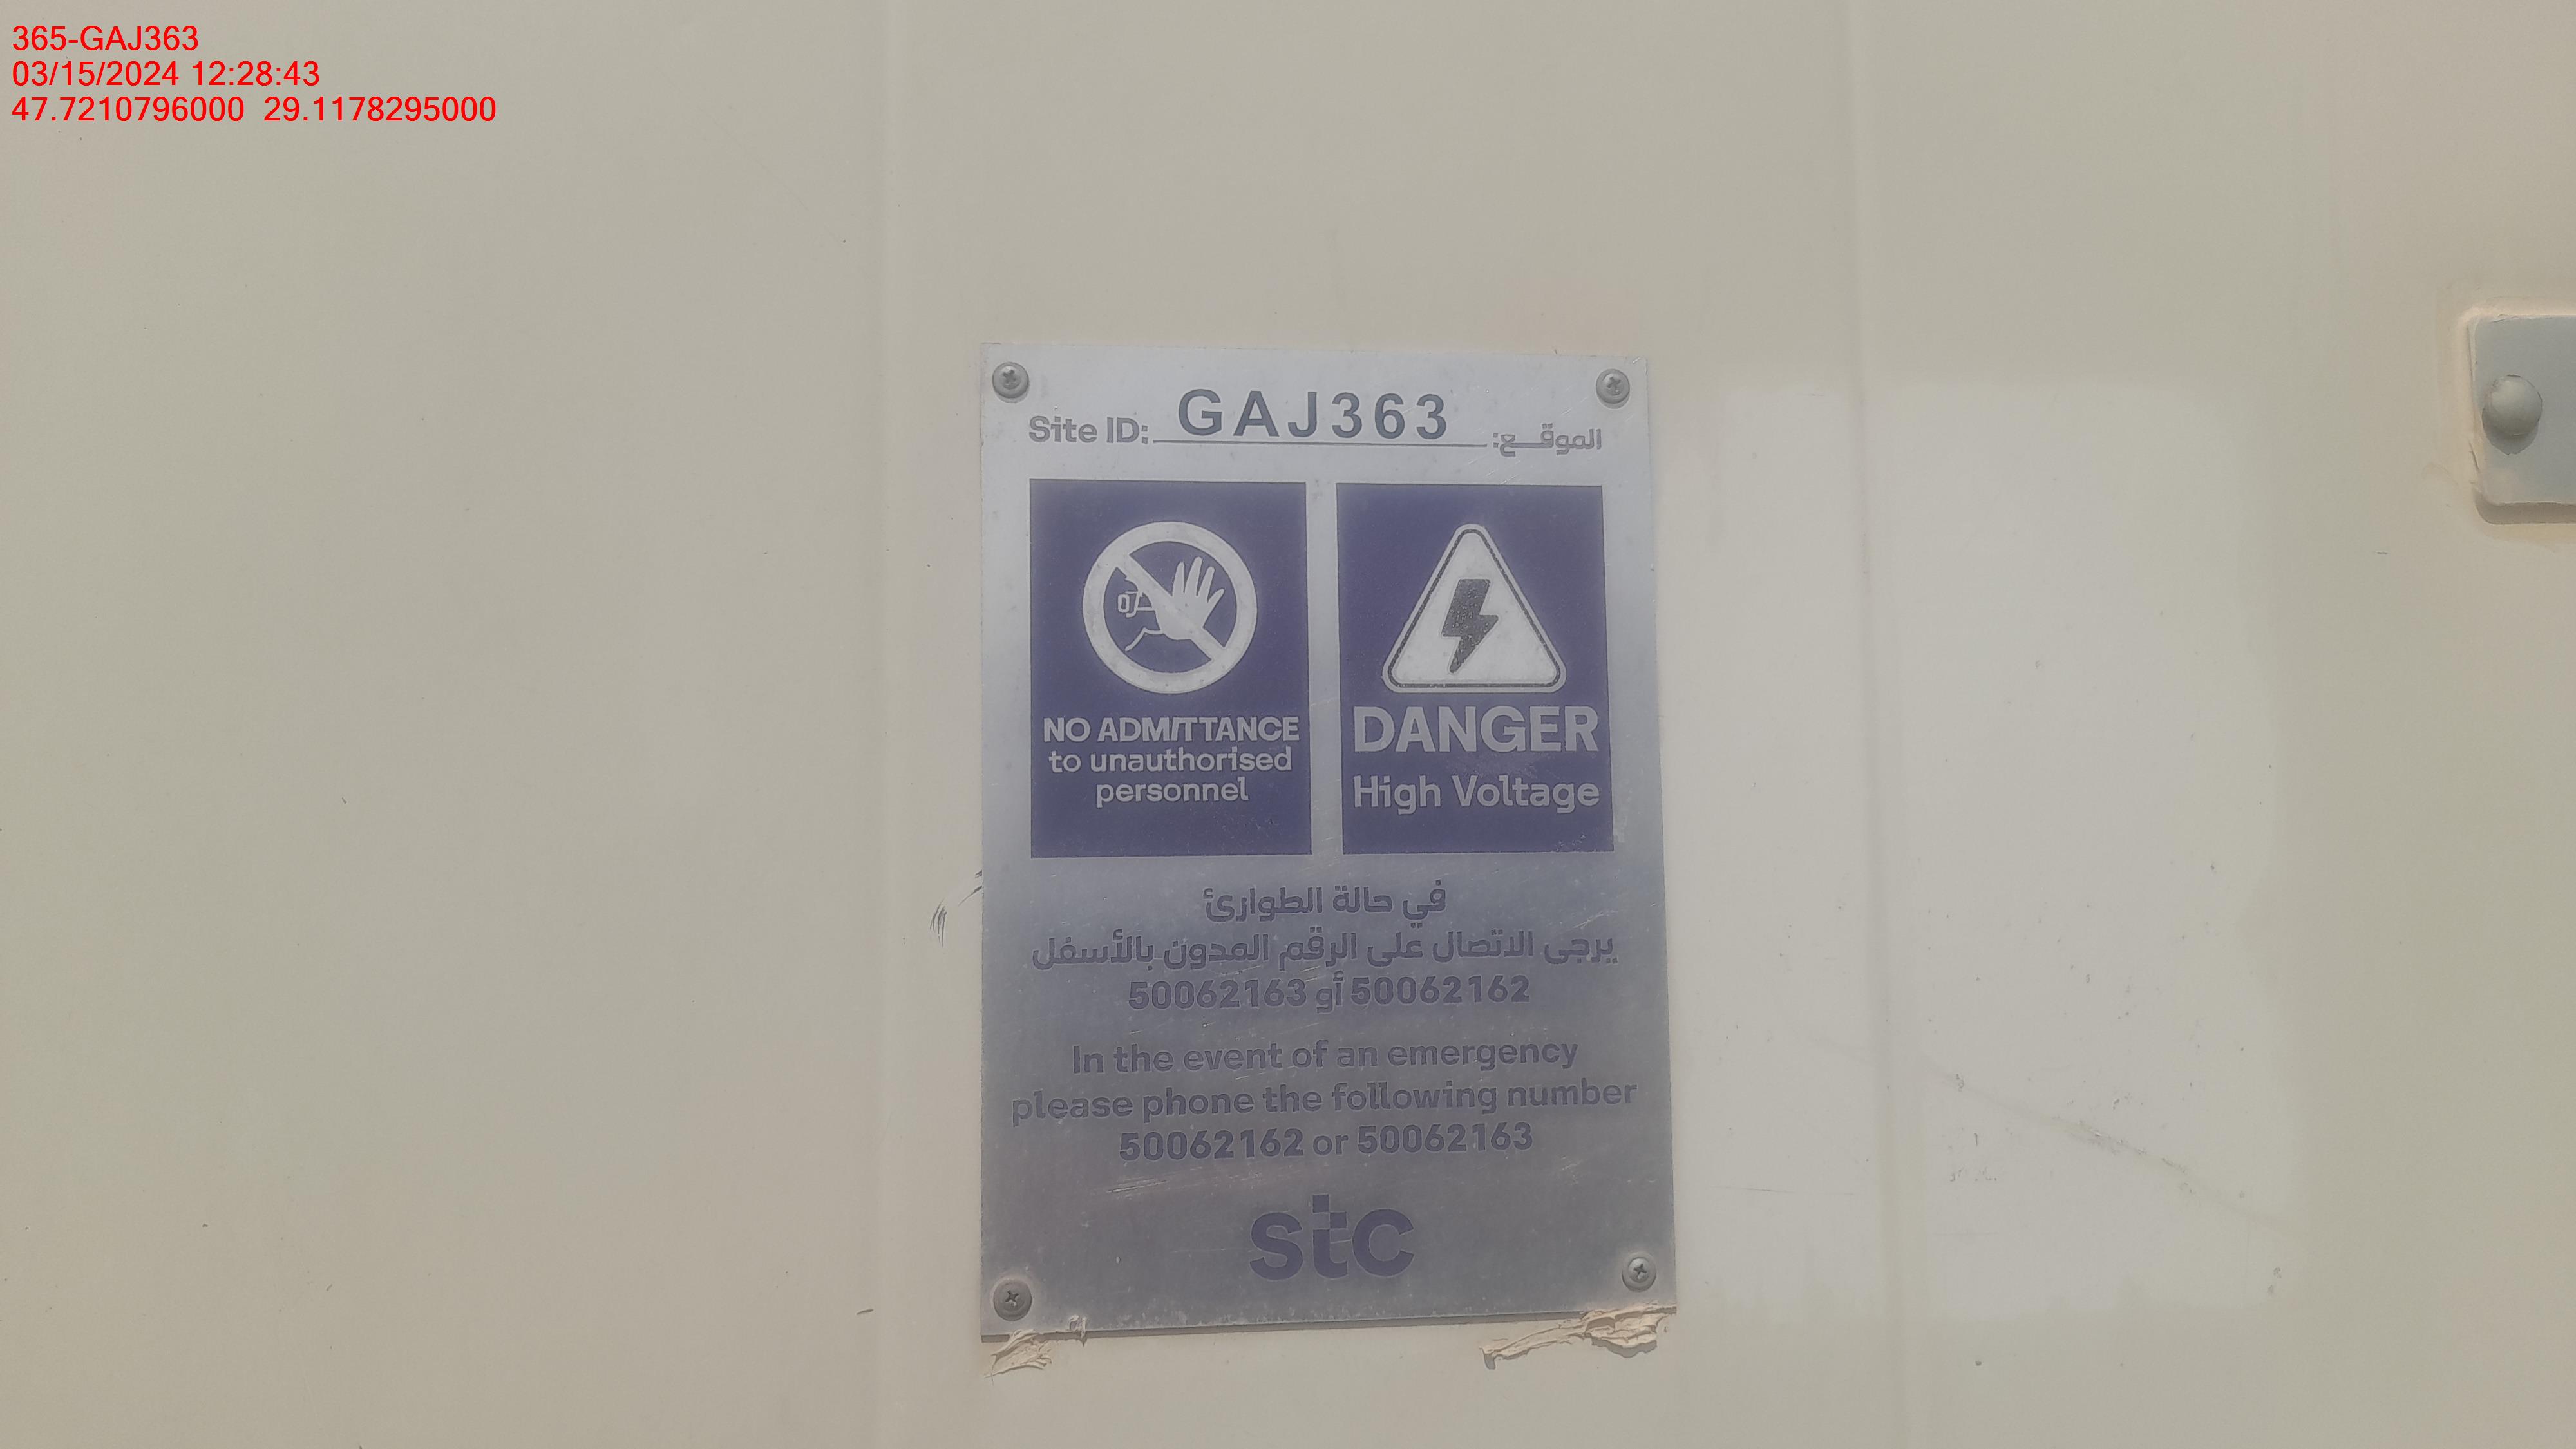 365-GAJ363
03/15/2024 12:28:43
47.7210796000 29.1178295000
Site ID: GAJ363 الموقع:
NO ADMITTANCE
to unauthorised
personnel
DANGER
High Voltage
في حالة الطوارئ
يرجى الاتصال على الرقم المدون بالأسفل
50062162 أو 50062163
In the event of an emergency
please phone the following number
50062162 or 50062163
stc